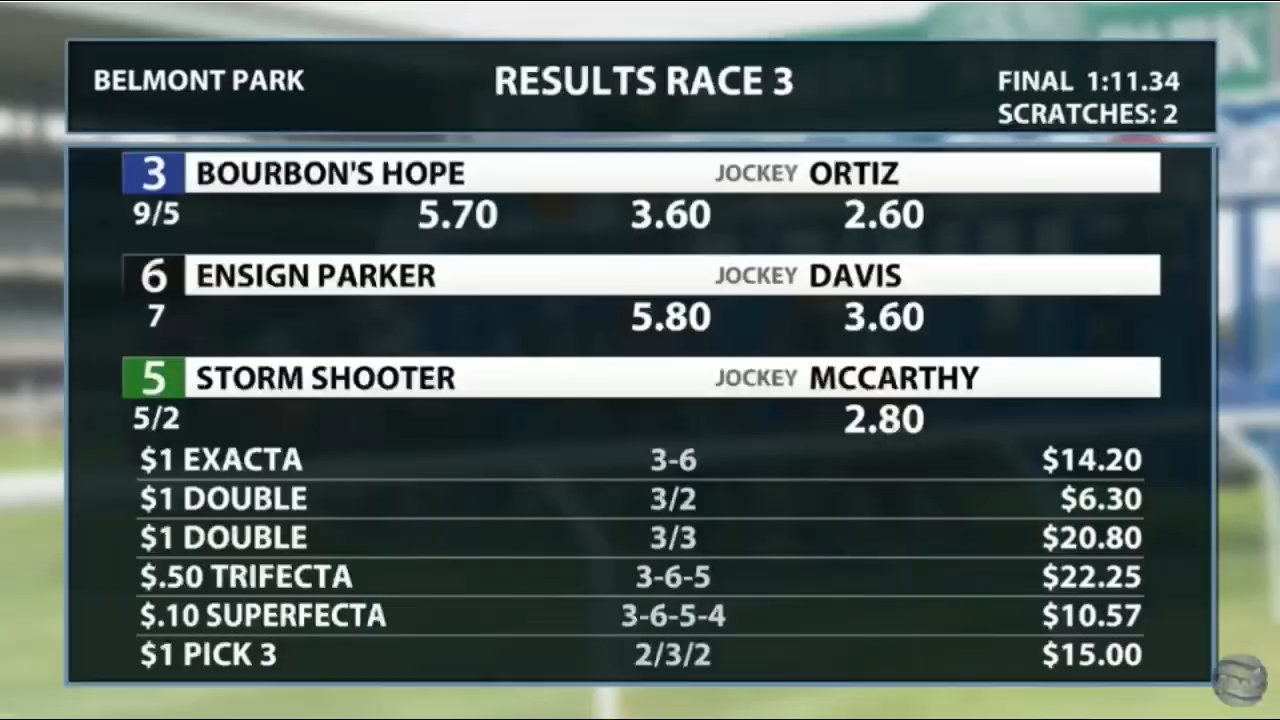 BELMONT PARK
RESULTS RACE 3
FINAL 1:11.34
SCRATCHES: 2
3 BOURBON'S HOPE JOCKEY ORTIZ
9/5 5.70 3.60 2.60
6 ENSIGN PARKER JOCKEY DAVIS
7 5.80 3.60
5 STORM SHOOTER JOCKEY MCCARTHY
5/2 2.80
$1 EXACTA 3-6 $14.20
$1 DOUBLE 3/2 $6.30
$1 DOUBLE 3/3 $20.80
$.50 TRIFECTA 3-6-5 $22.25
$.10 SUPERFECTA 3-6-5-4 $10.57
$1 PICK 3 2/3/2 $15.00